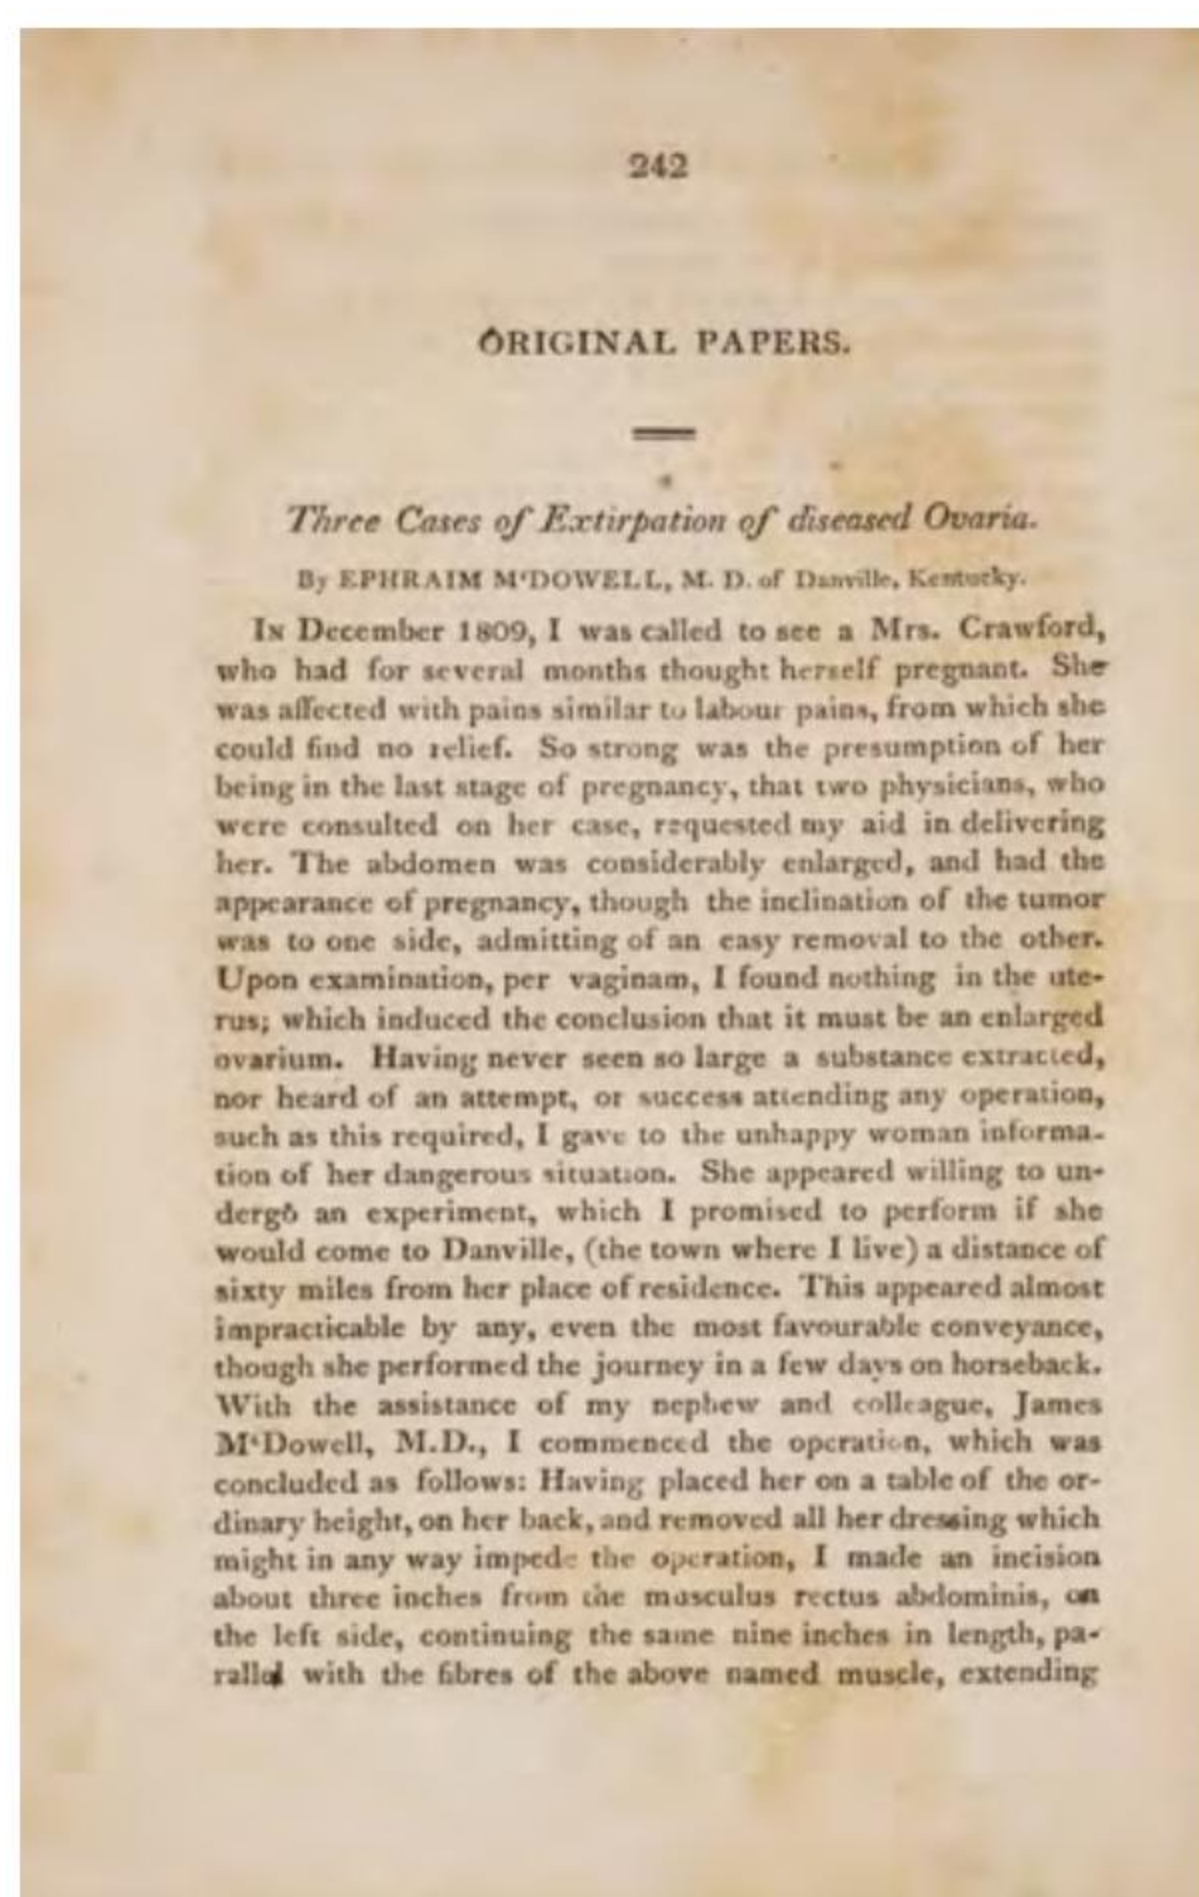 242
ORIGINAL PAPERS.
Three Cases of Extirpation of diseased Ovaria.
By EPHRAIM M'DOWELL, M. D. of Danville, Kentucky.
In December 1809, I was called to see a Mrs. Crawford,
who had for several months thought herself pregnant. She
was affected with pains similar to labour pains, from which she
could find no relief. So strong was the presumption of her
being in the last stage of pregnancy, that two physicians, who
were consulted on her case, requested my aid in delivering
her. The abdomen was considerably enlarged, and had the
appearance of pregnancy, though the inclination of the tumor
was to one side, admitting of an easy removal to the other.
Upon examination, per vaginam, I found nothing in the ute-
rus; which induced the conclusion that it must be an enlarged
ovarium. Having never seen so large a substance extracted,
nor heard of an attempt, or success attending any operation,
such as this required, I gave to the unhappy woman informa-
tion of her dangerous situation. She appeared willing to un-
dergo an experiment, which I promised to perform if she
would come to Danville, (the town where I live) a distance of
sixty miles from her place of residence. This appeared almost
impracticable by any, even the most favourable conveyance,
though she performed the journey in a few days on horseback.
With the assistance of my nephew and colleague, James
M'Dowell, M.D., I commenced the operation, which was
concluded as follows: Having placed her on a table of the or-
dinary height, on her back, and removed all her dressing which
might in any way impede the operation, I made an incision
about three inches from the musculus rectus abdominis, on
the left side, continuing the same nine inches in length, pa-
rallel with the fibres of the above named muscle, extending